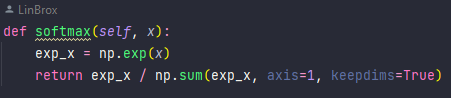 LinBrox
def softmax(self, x):
    exp_x = np.exp(x)
    return exp_x / np.sum(exp_x, axis=1, keepdims=True)